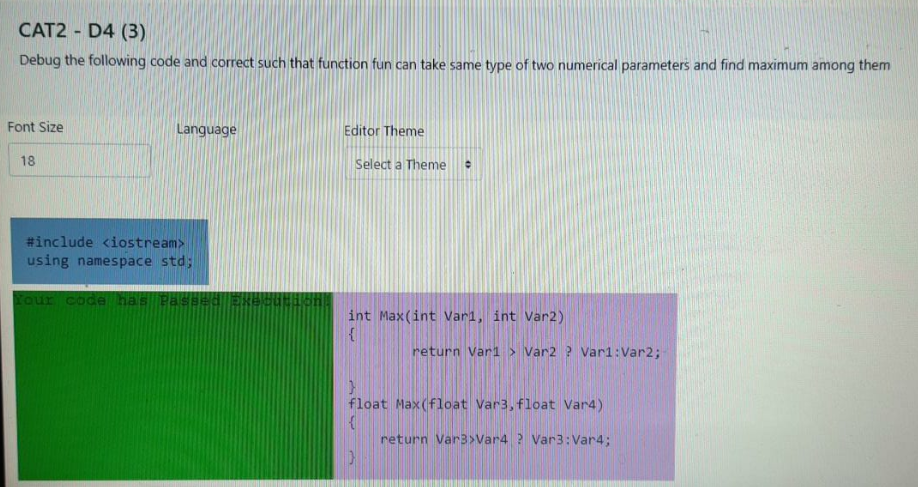 CAT2 - D4 (3)
Debug the following code and correct such that function fun can take same type of two numerical parameters and find maximum among them
Font Size
Language
Editor Theme
18
Select a Theme
#include <iostream>
using namespace std;
Your code has Passed Execution!
int Max(int Var1, int Var2)
{
return Var1 > Var2 ? Var1:Var2;
}
float Max(float Var3,float Var4)
{
return Var3>Var4 ? Var3:Var4;
}